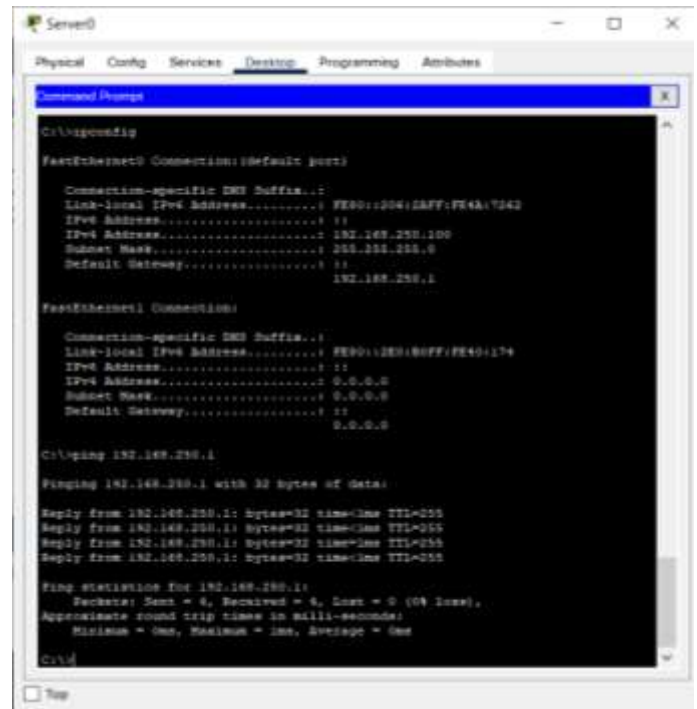 Server0
Physical Config Services Desktop Programming Attributes
Command Prompt X
C:\>ipconfig
FastEthernet0 Connection:(default port)
Connection-specific DNS Suffix..:
Link-local IPv6 Address.........: FE80::206:2AFF:FE4A:7262
IPv6 Address....................: ::
IPv4 Address....................: 192.168.250.100
Subnet Mask.....................: 255.255.255.0
Default Gateway.................: ::
192.168.250.1
FastEthernet1 Connection:
Connection-specific DNS Suffix..:
Link-local IPv6 Address.........: FE80::2E0:B0FF:FE40:174
IPv6 Address....................: ::
IPv4 Address....................: 0.0.0.0
Subnet Mask.....................: 0.0.0.0
Default Gateway.................: ::
0.0.0.0
C:\>ping 192.168.250.1
Pinging 192.168.250.1 with 32 bytes of data:
Reply from 192.168.250.1: bytes=32 time<1ms TTL=255
Reply from 192.168.250.1: bytes=32 time<1ms TTL=255
Reply from 192.168.250.1: bytes=32 time<1ms TTL=255
Reply from 192.168.250.1: bytes=32 time<1ms TTL=255
Ping statistics for 192.168.250.1:
Packets: Sent = 4, Received = 4, Lost = 0 (0% loss),
Approximate round trip times in milli-seconds:
Minimum = 0ms, Maximum = 1ms, Average = 0ms
C:\>
Top